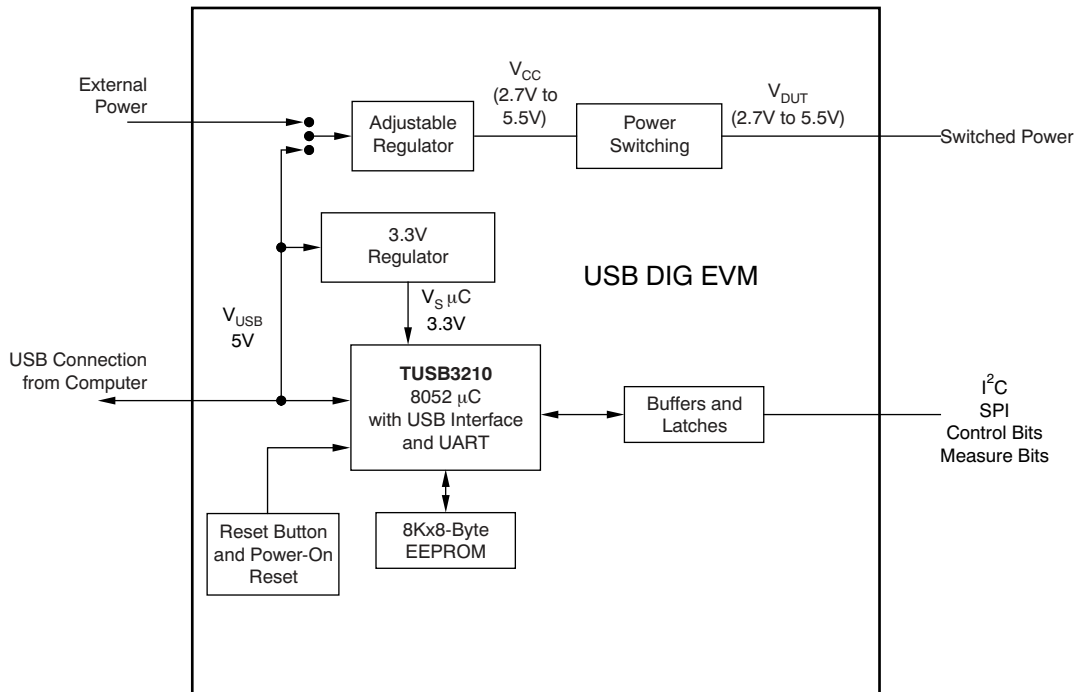 External
Power
Adjustable
Regulator
V_CC
(2.7V to
5.5V)
Power
Switching
V_DUT
(2.7V to 5.5V)
Switched Power
3.3V
Regulator
USB DIG EVM
V_USB
5V
V_S μC
3.3V
USB Connection
from Computer
TUSB3210
8052 μC
with USB Interface
and UART
Buffers and
Latches
I²C
SPI
Control Bits
Measure Bits
Reset Button
and Power-On
Reset
8Kx8-Byte
EEPROM